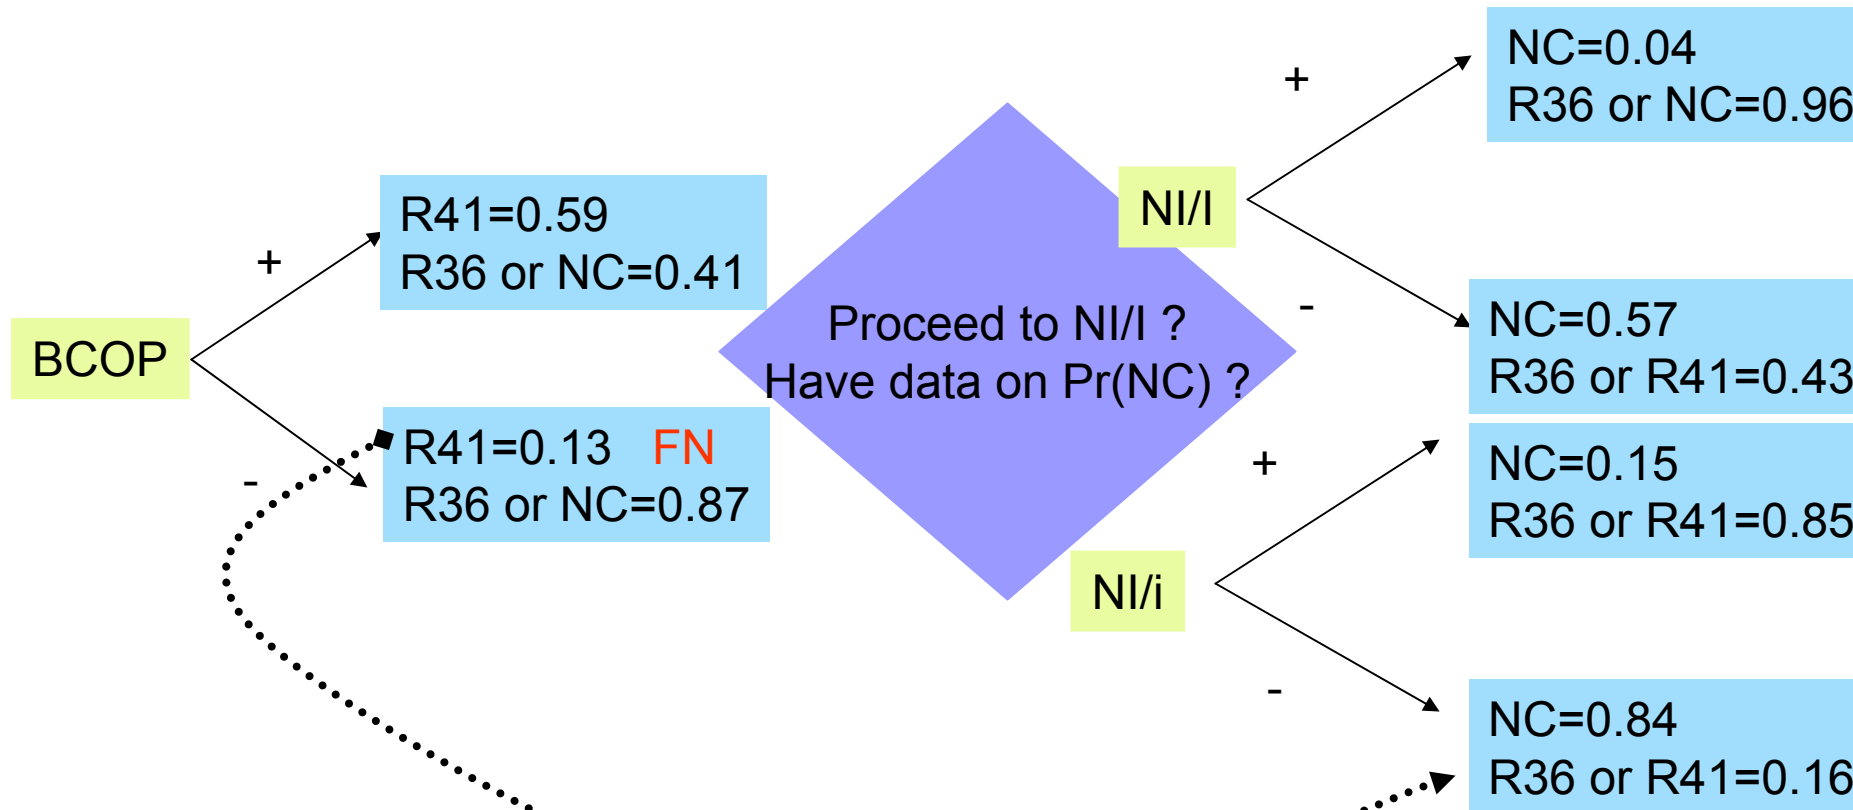 BCOP
+
-
R41=0.59
R36 or NC=0.41
R41=0.13 FN
R36 or NC=0.87
Proceed to NI/I ?
Have data on Pr(NC) ?
NI/I
+
-
NC=0.04
R36 or NC=0.96
NC=0.57
R36 or R41=0.43
NI/i
+
-
NC=0.15
R36 or R41=0.85
NC=0.84
R36 or R41=0.16